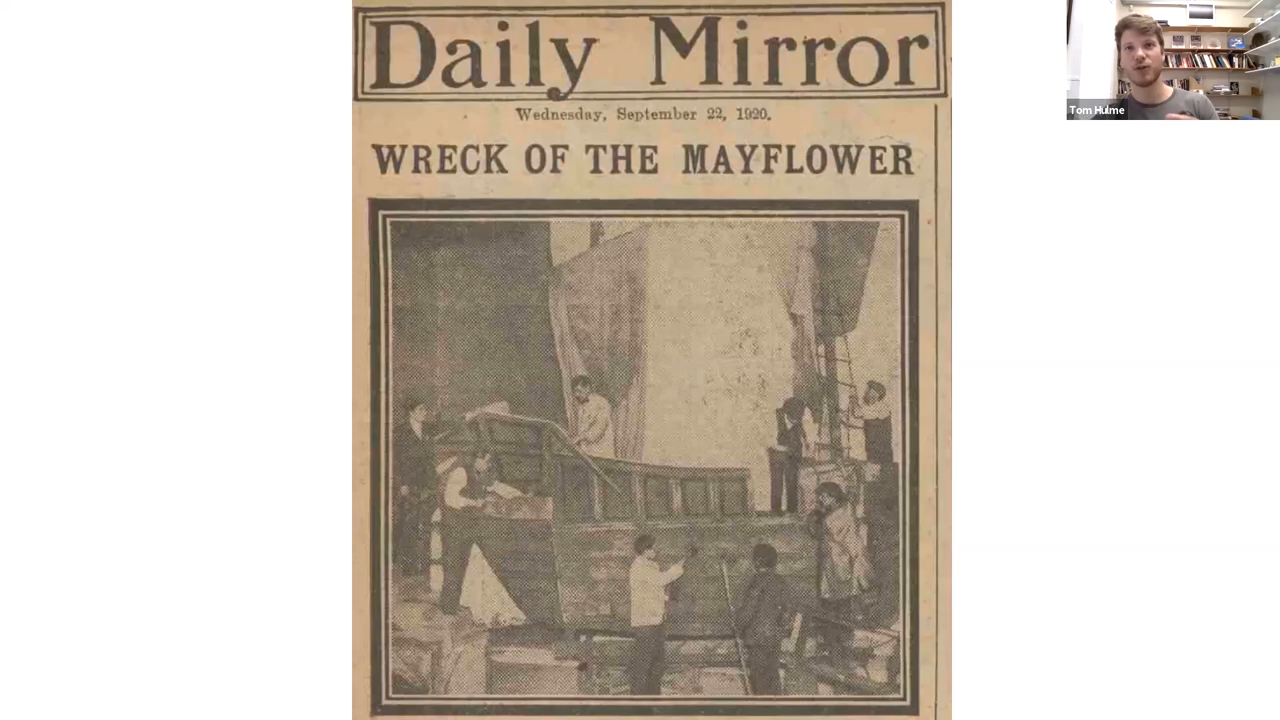 Daily Mirror
Wednesday, September 22, 1920.
WRECK OF THE MAYFLOWER
Tom Hulme